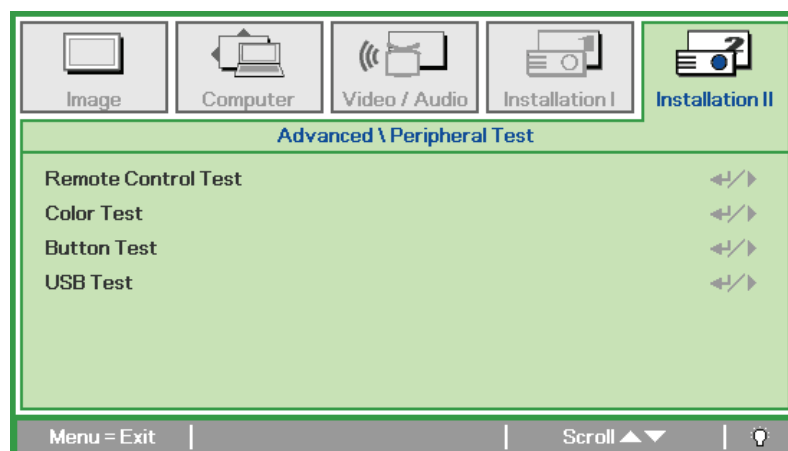 Image Computer Video / Audio Installation I Installation II
Advanced \ Peripheral Test
Remote Control Test
Color Test
Button Test
USB Test
Menu = Exit Scroll